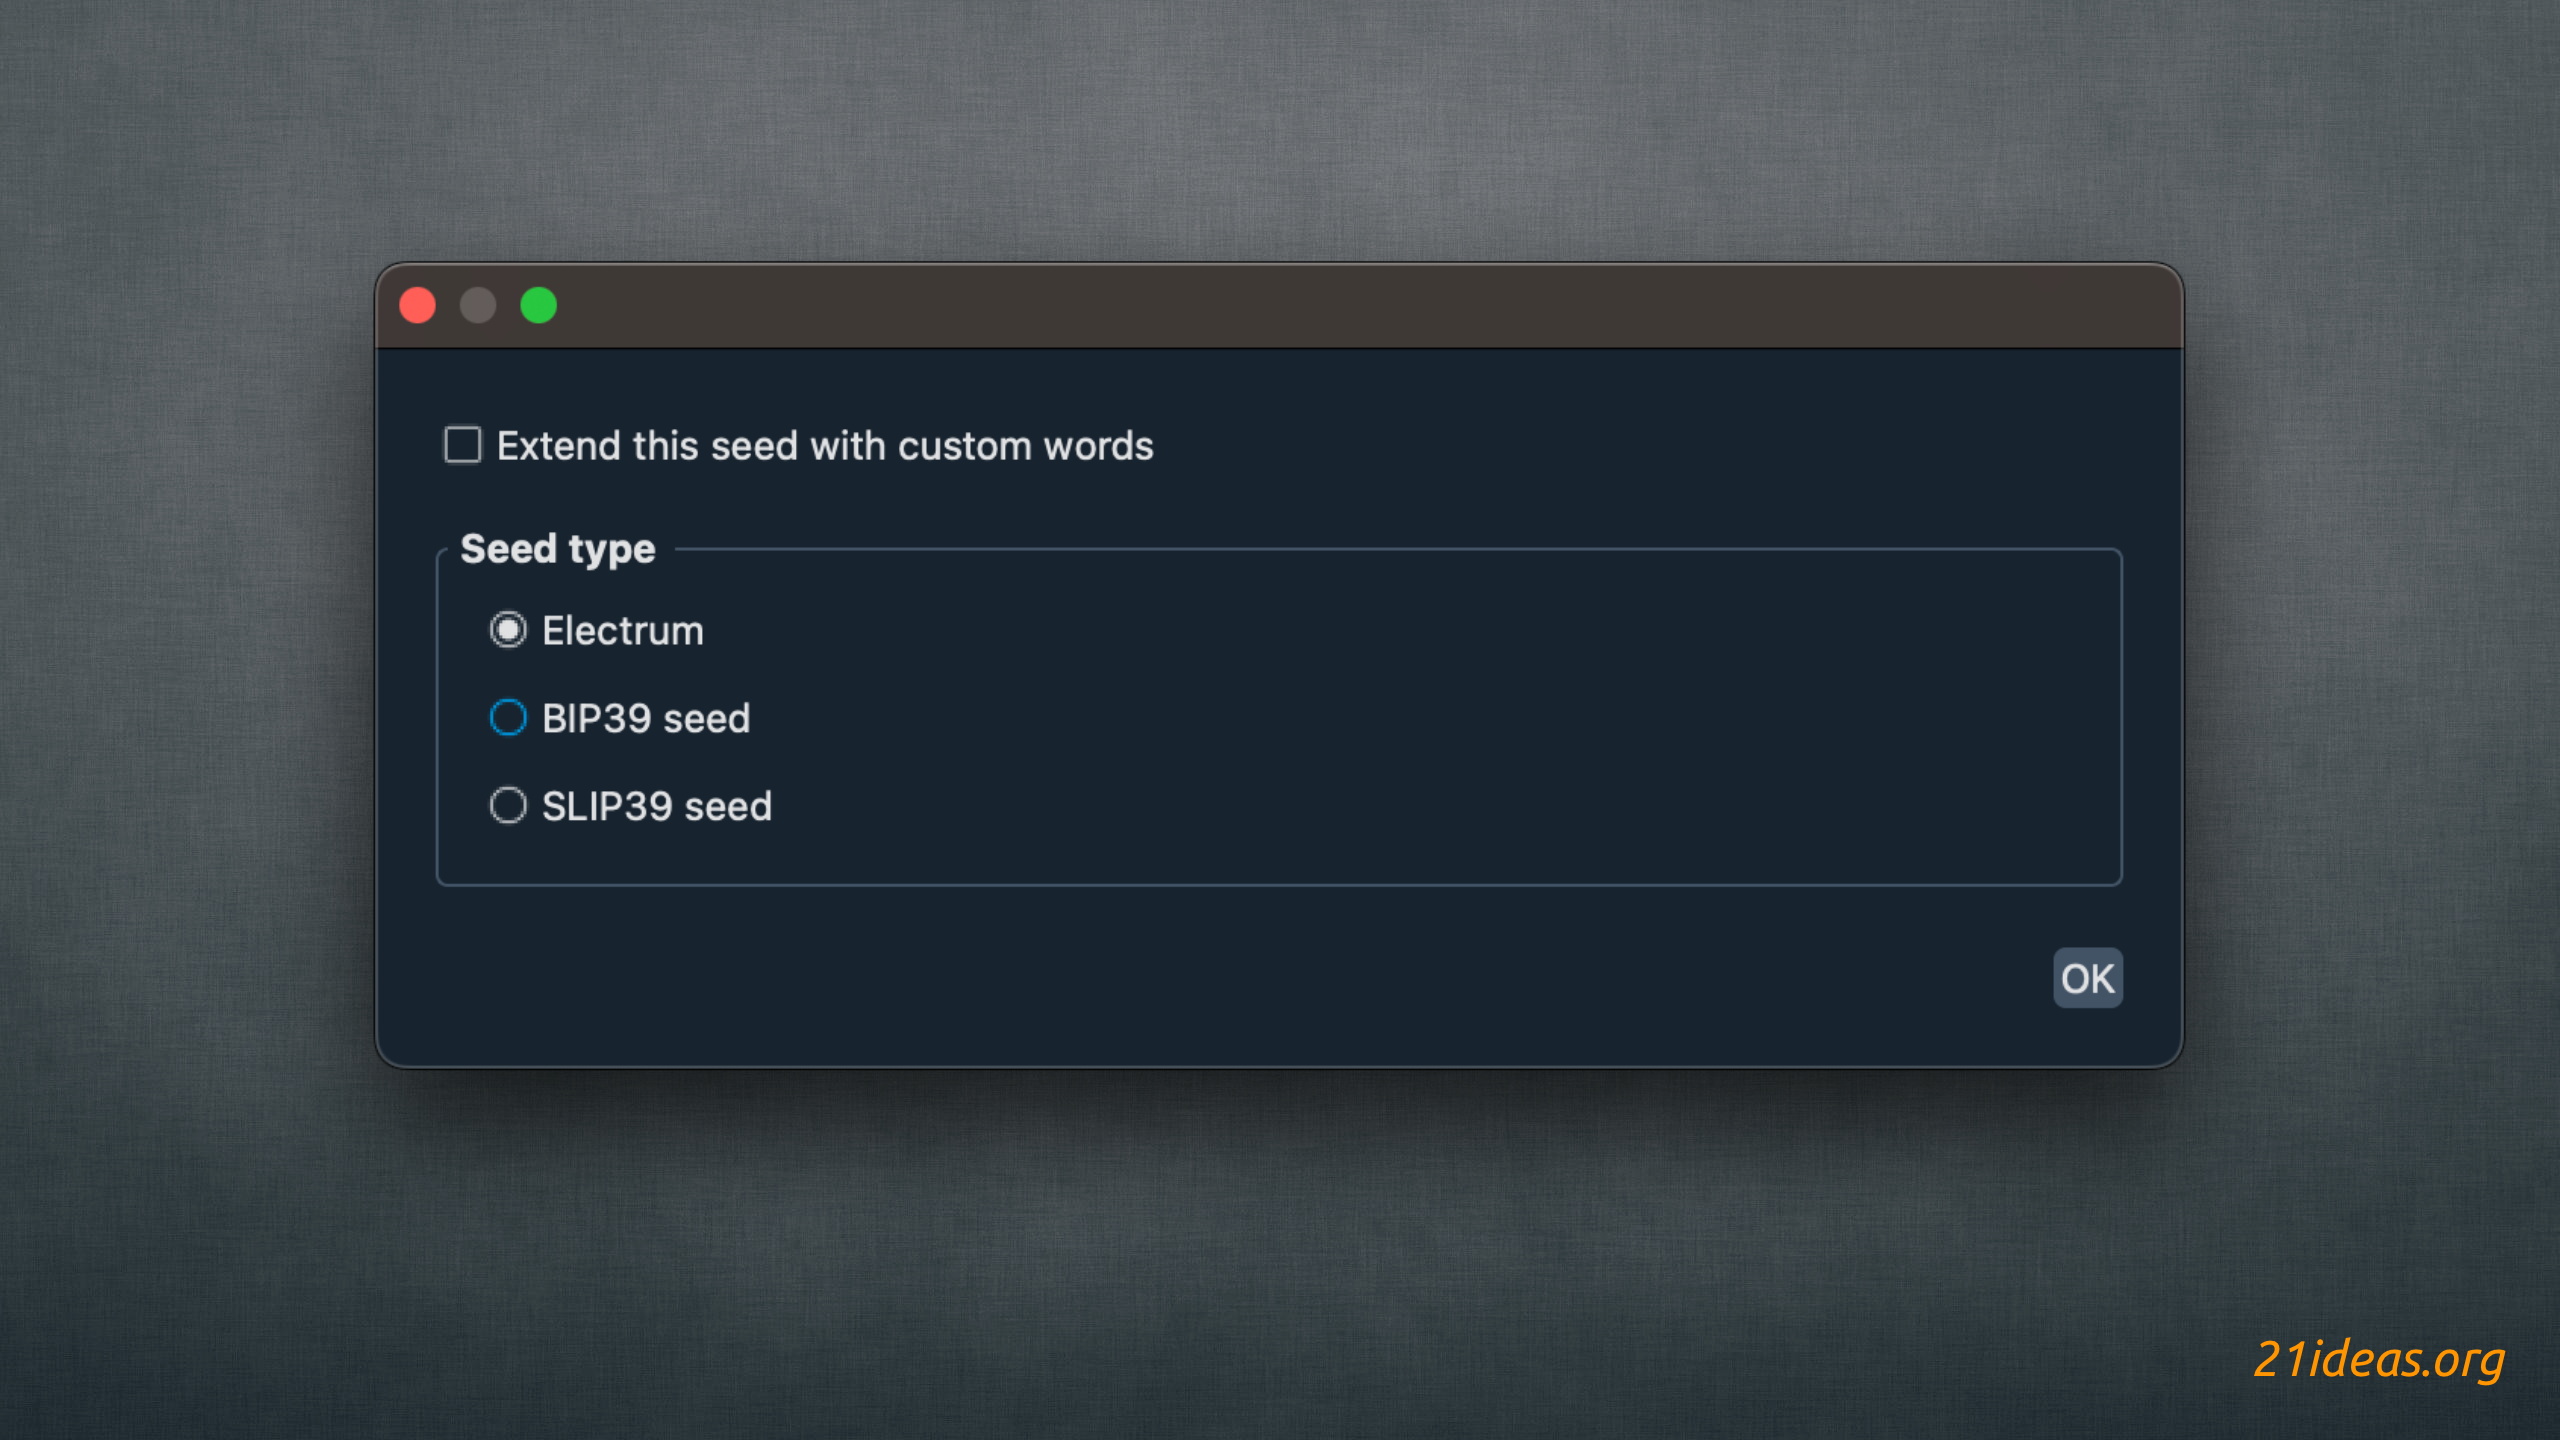 Extend this seed with custom words
Seed type
Electrum
BIP39 seed
SLIP39 seed
OK
21ideas.org